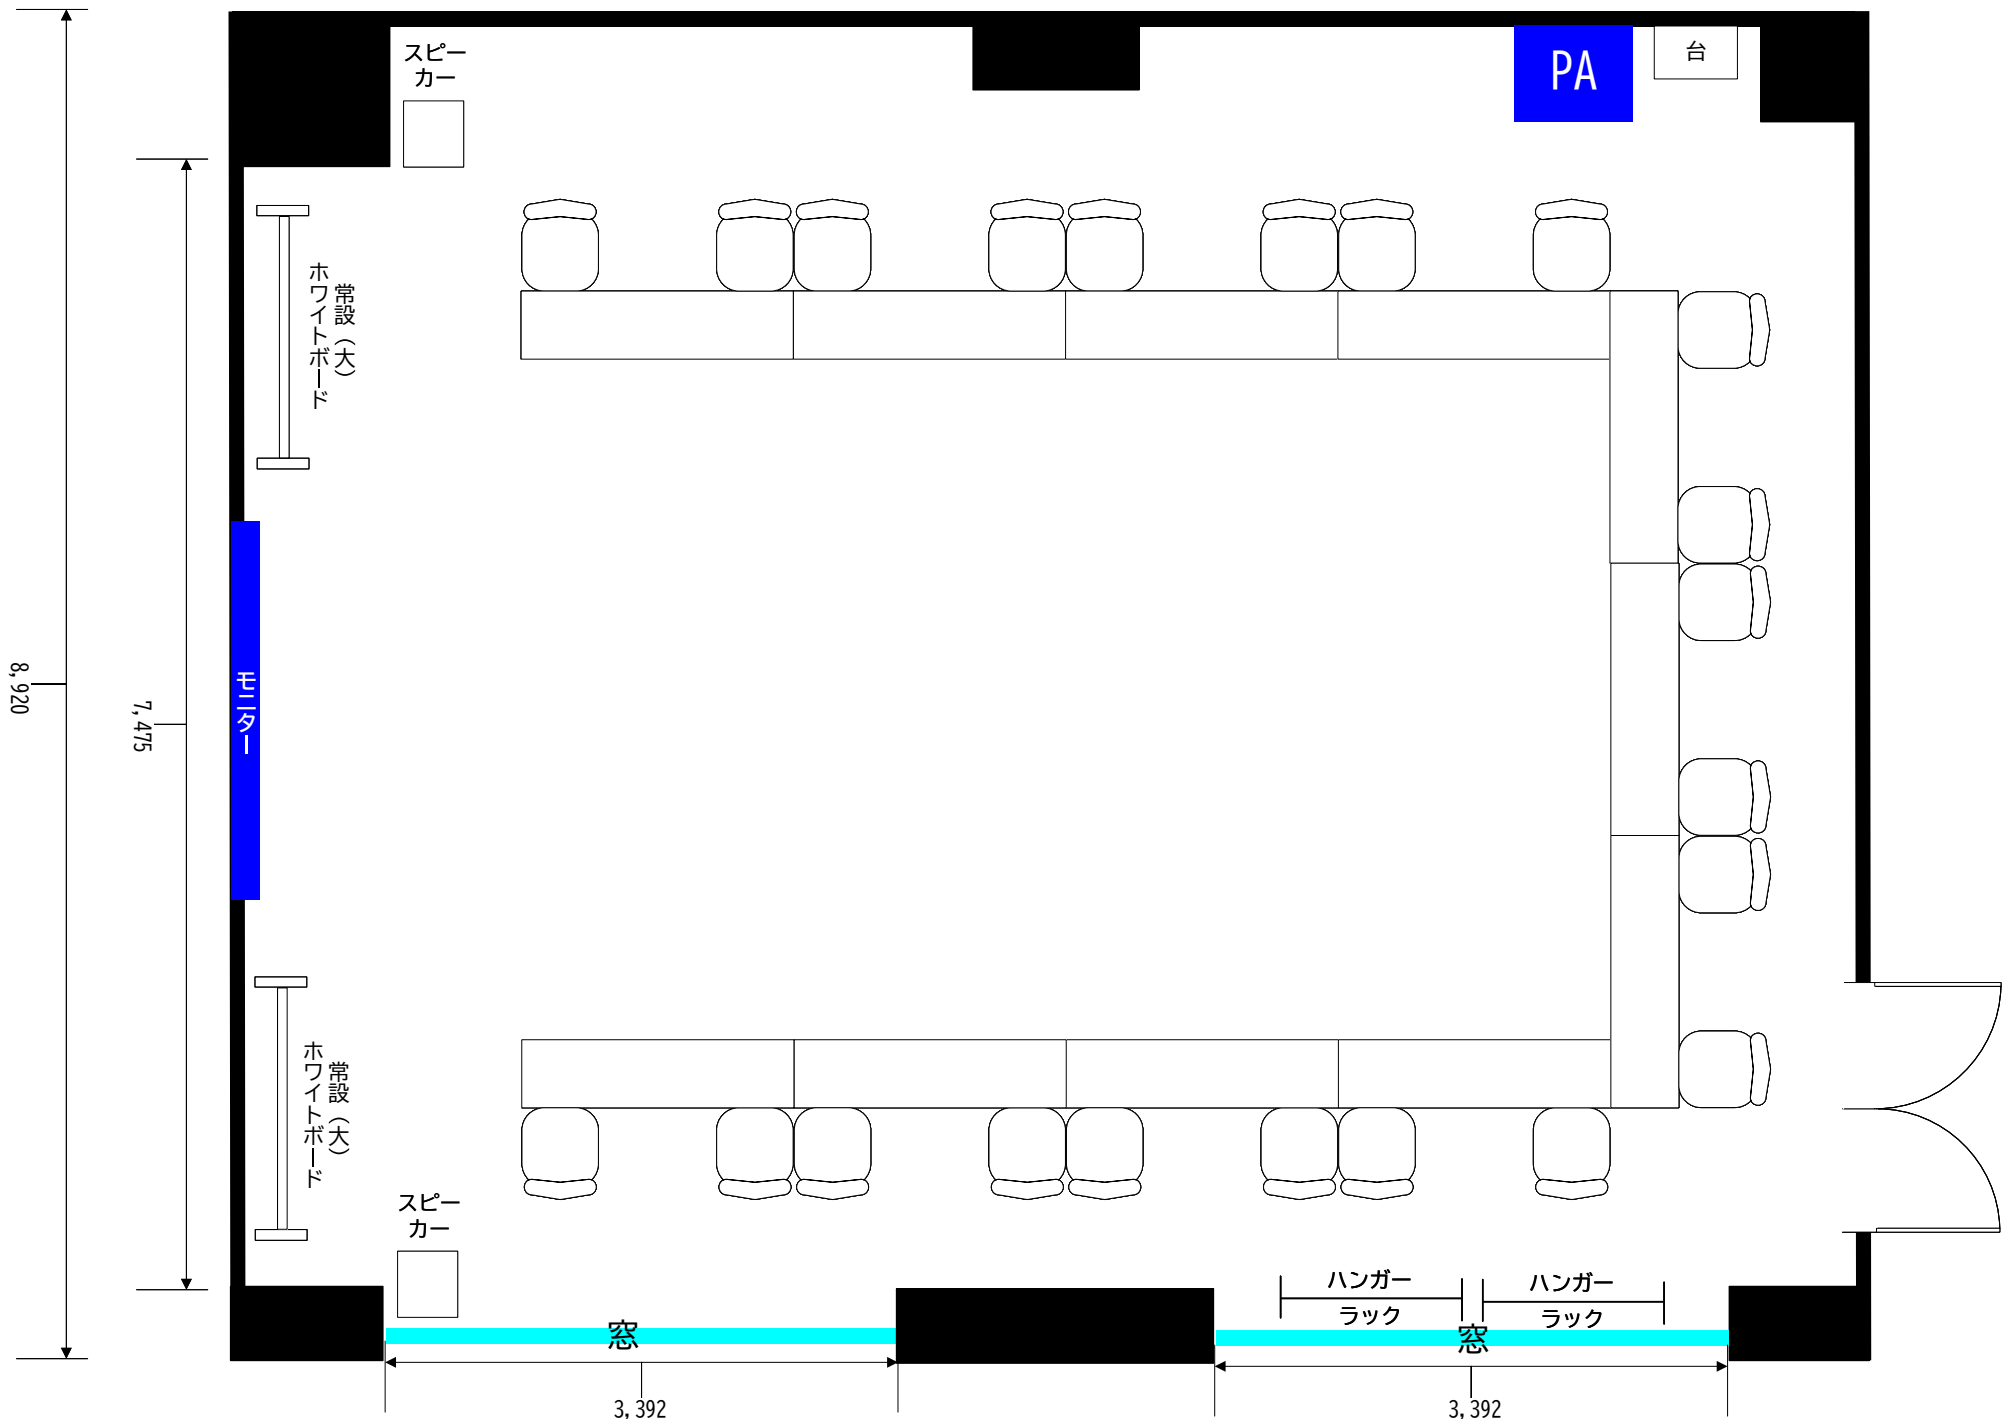 スピー
カー
PA
台
常設（大）
ホワイトボード
8,920
7,475
モニター
常設（大）
ホワイトボード
スピー
カー
ハンガー
ラック
ハンガー
ラック
窓
窓
3,392
3,392